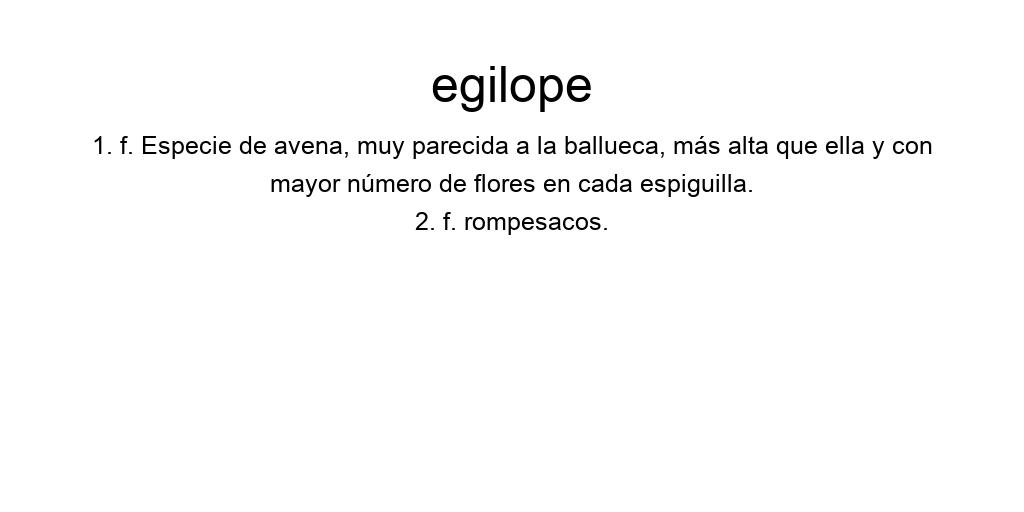 egilope
1. f. Especie de avena, muy parecida a la ballueca, más alta que ella y con
mayor número de flores en cada espiguilla.
2. f. rompesacos.